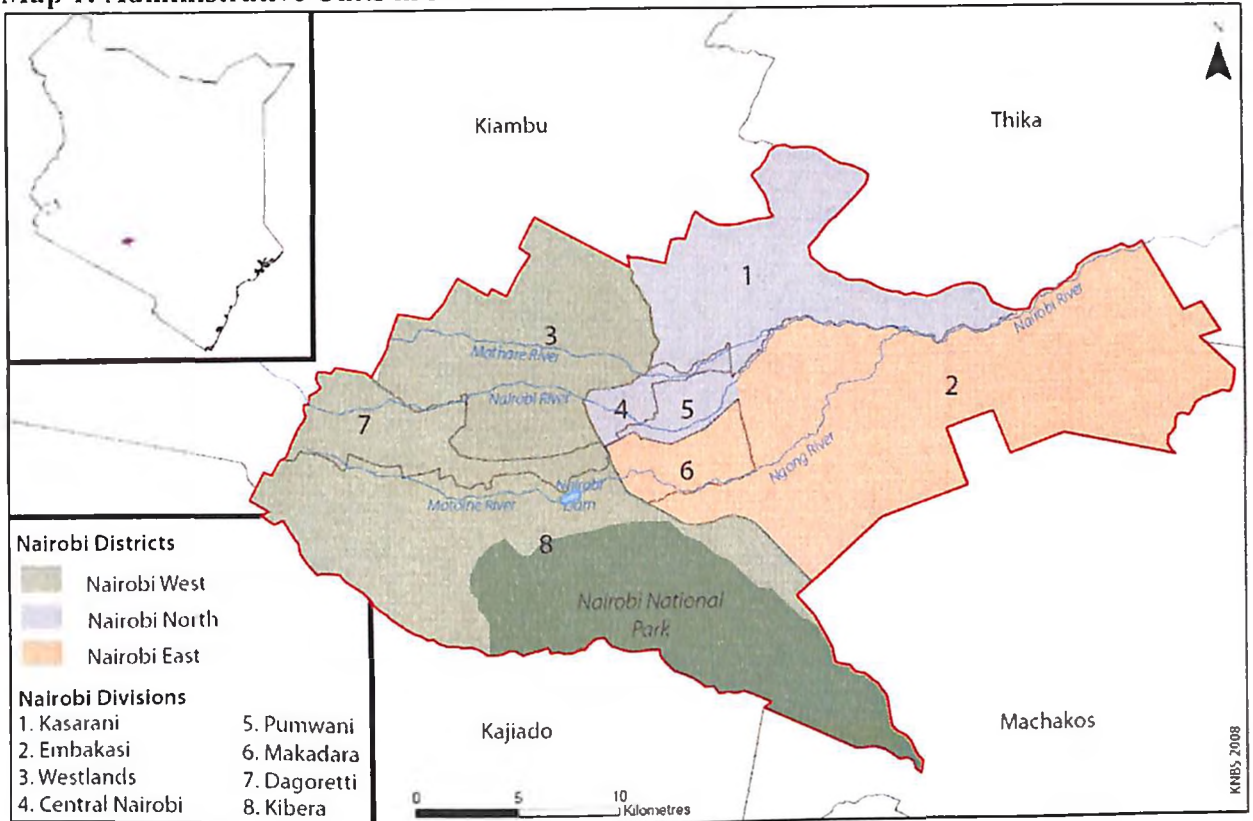 Kiambu
Thika
N
1
3
Mathare River
Nairobi River
2
Nairobi River
4
5
7
6
Ngong River
Nairobi
Dam
Motoine River
8
Nairobi Districts
Nairobi West
Nairobi North
Nairobi East
Nairobi National
Park
Nairobi Divisions
1. Kasarani
2. Embakasi
3. Westlands
4. Central Nairobi
5. Pumwani
6. Makadara
7. Dagoretti
8. Kibera
Kajiado
Machakos
0 5 10
Kilometres
KNBS 2008